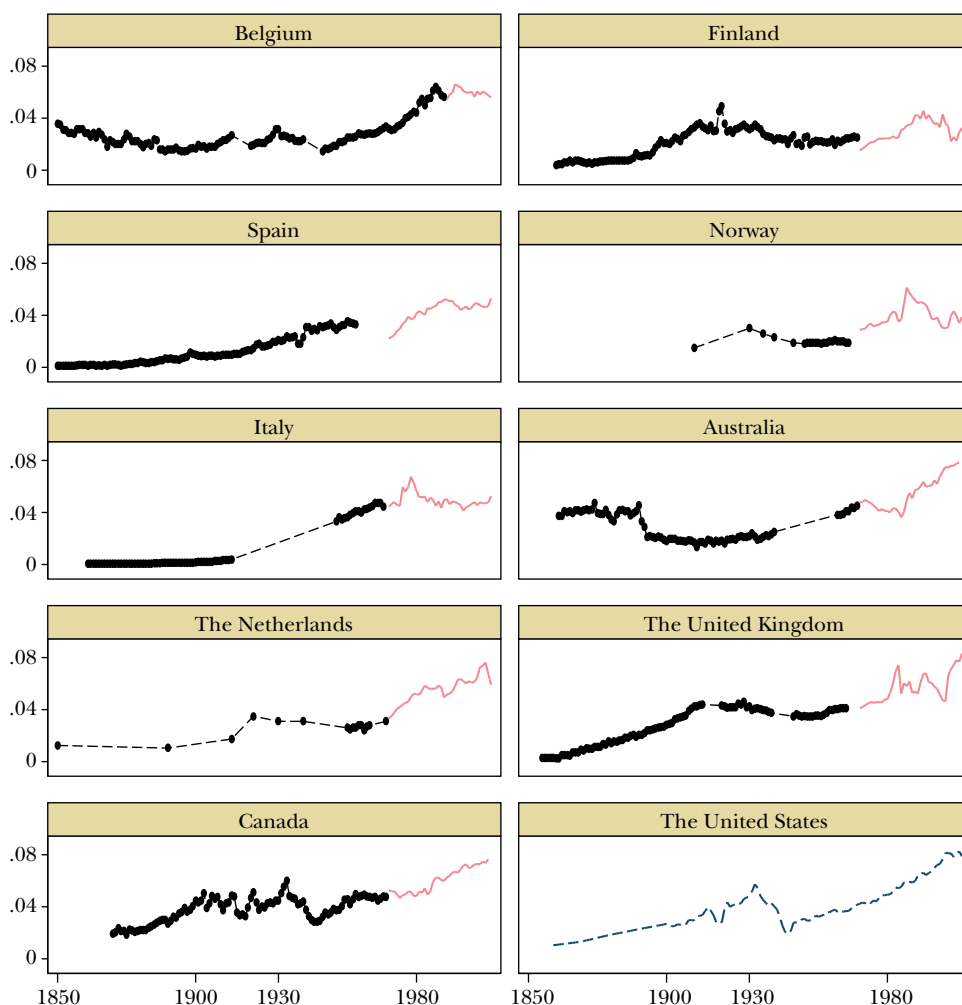 Belgium
Finland
.08
.04
0
Spain
Norway
.08
.04
0
Italy
Australia
.08
.04
0
The Netherlands
The United Kingdom
.08
.04
0
Canada
The United States
.08
.04
0
1850 1900 1930 1980 1850 1900 1930 1980